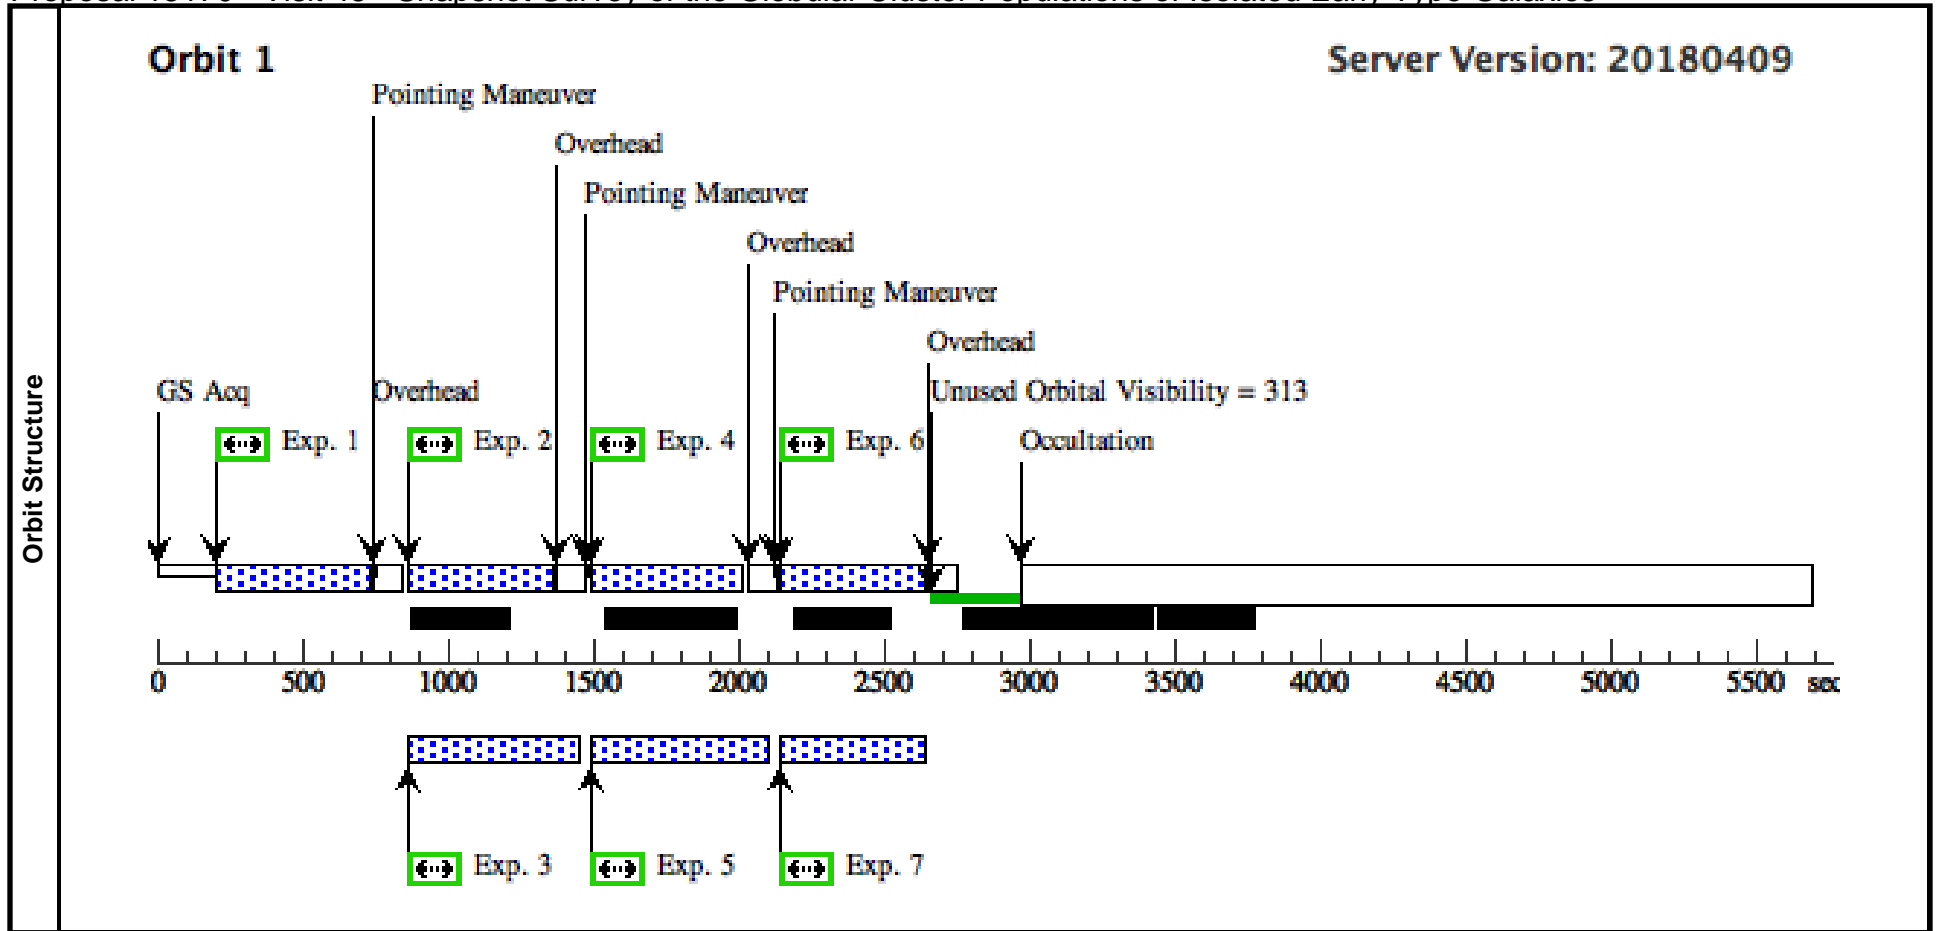 Orbit 1
Server Version: 20180409
Pointing Maneuver
Overhead
Pointing Maneuver
Overhead
Pointing Maneuver
Overhead
GS Acq
Overhead
Unused Orbital Visibility = 313
Exp. 1
Exp. 2
Exp. 4
Exp. 6
Occultation
Orbit Structure
0 500 1000 1500 2000 2500 3000 3500 4000 4500 5000 5500 sec
Exp. 3
Exp. 5
Exp. 7